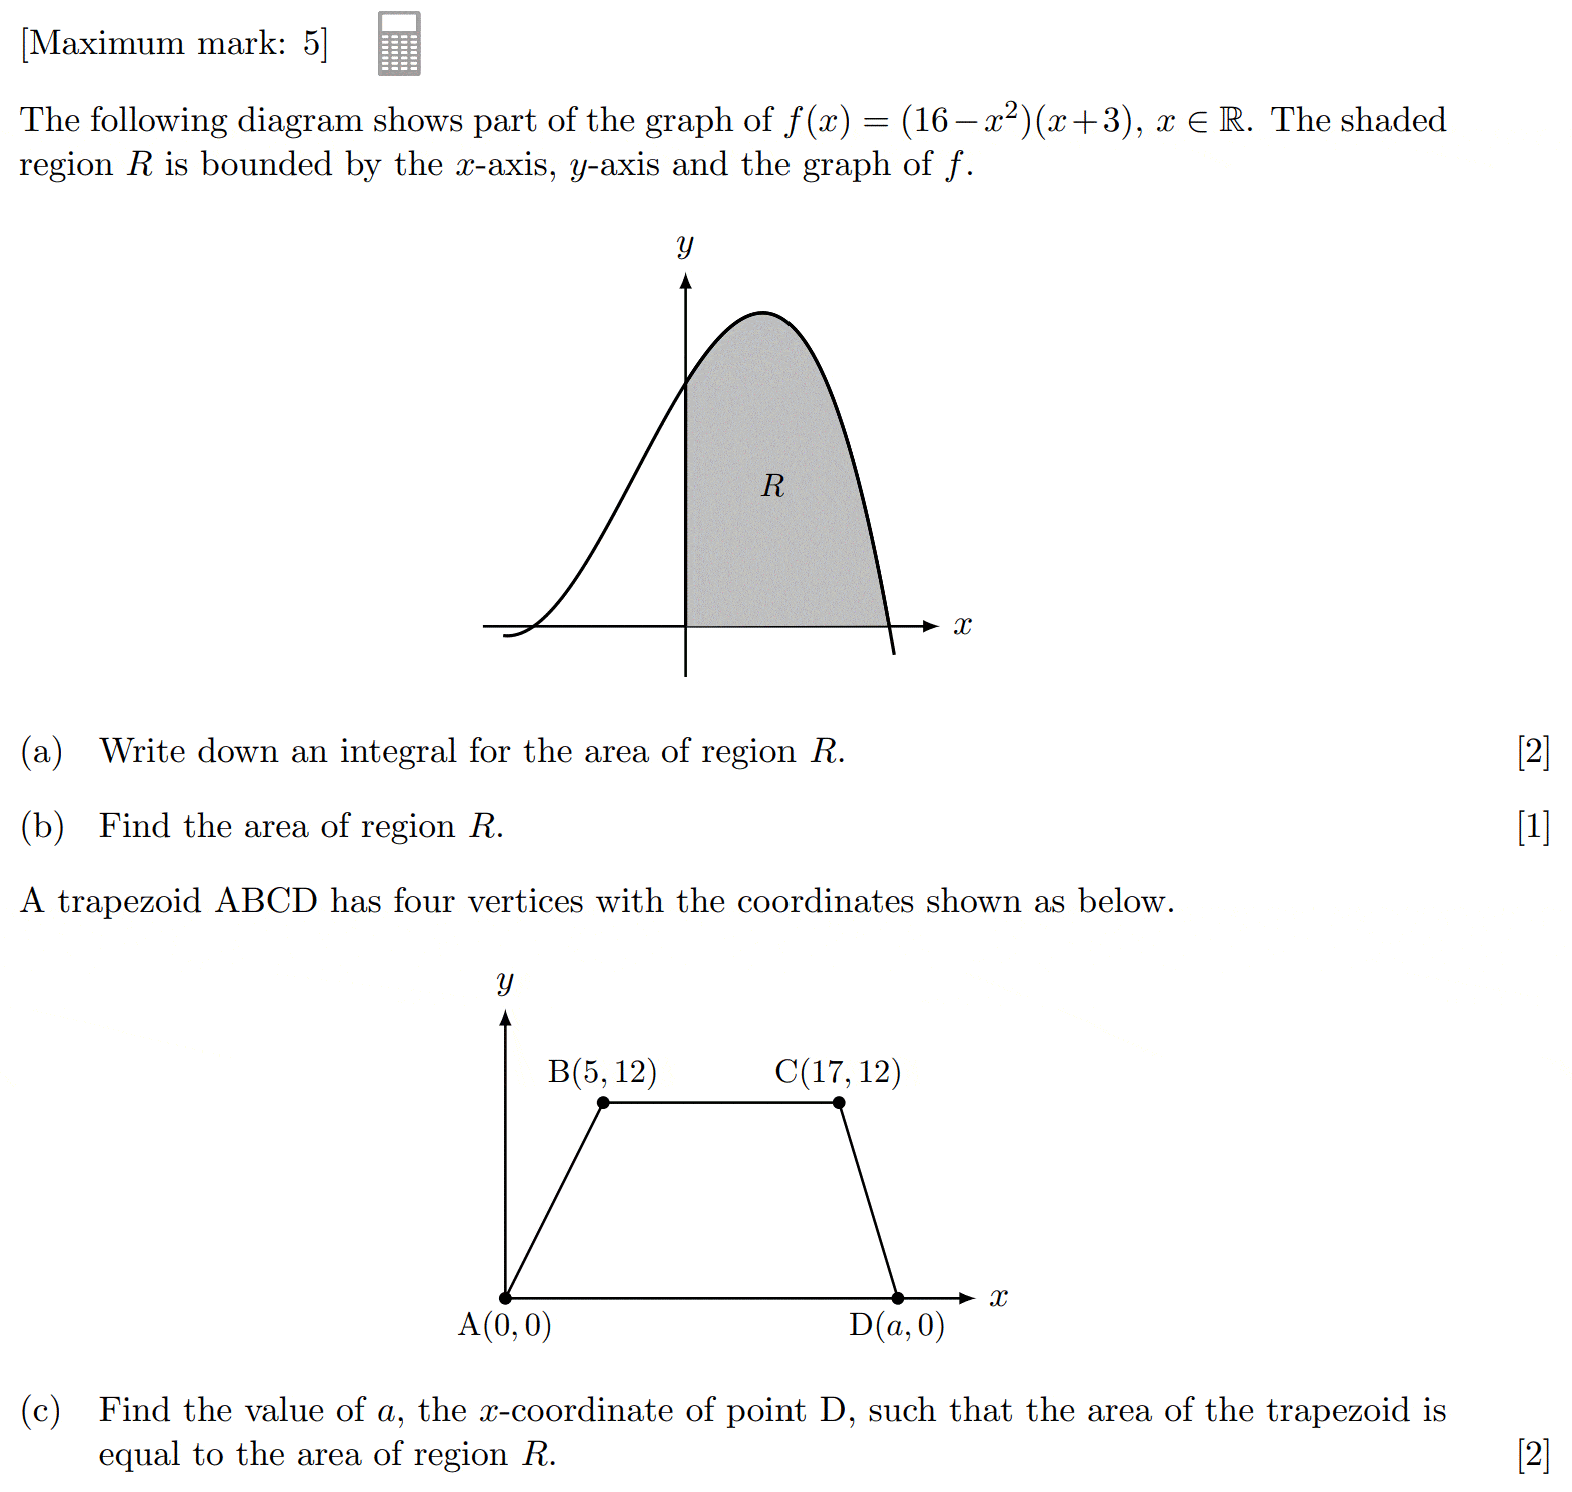 [Maximum mark: 5]
The following diagram shows part of the graph of f(x) = (16−x²)(x+3), x ∈ ℝ. The shaded
region R is bounded by the x-axis, y-axis and the graph of f.
y
R
x
(a) Write down an integral for the area of region R. [2]
(b) Find the area of region R. [1]
A trapezoid ABCD has four vertices with the coordinates shown as below.
y
B(5, 12) C(17, 12)
x
A(0, 0) D(a, 0)
(c) Find the value of a, the x-coordinate of point D, such that the area of the trapezoid is
equal to the area of region R. [2]